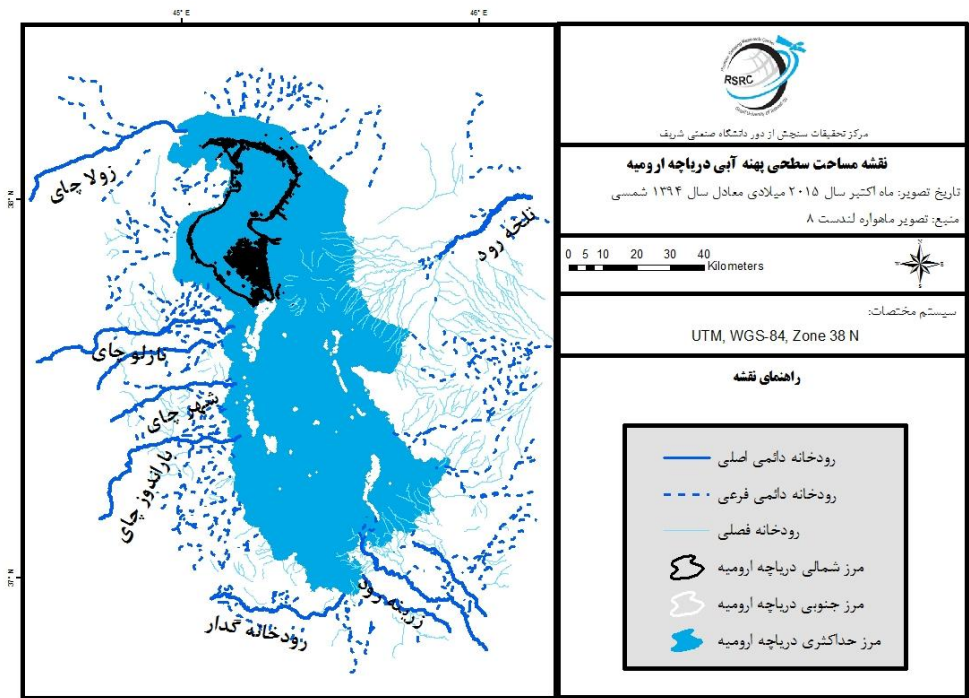 45° E
46° E
38° N
37° N
زولا چای
تلخه رود
نازلو چای
شهر چای
باراندوز چای
رودخانه گدار
زرینه رود
RSRC
مرکز تحقیقات سنجش از دور دانشگاه صنعتی شریف
نقشه مساحت سطحی پهنه آبی دریاچه ارومیه
تاریخ تصویر: ماه اکتبر سال ۲۰۱۵ میلادی معادل سال ۱۳۹۴ شمسی
منبع: تصویر ماهواره لندست ۸
0 5 10 20 30 40
Kilometers
سیستم مختصات:
UTM, WGS-84, Zone 38 N
راهنمای نقشه
رودخانه دائمی اصلی
رودخانه دائمی فرعی
رودخانه فصلی
مرز شمالی دریاچه ارومیه
مرز جنوبی دریاچه ارومیه
مرز حداکثری دریاچه ارومیه